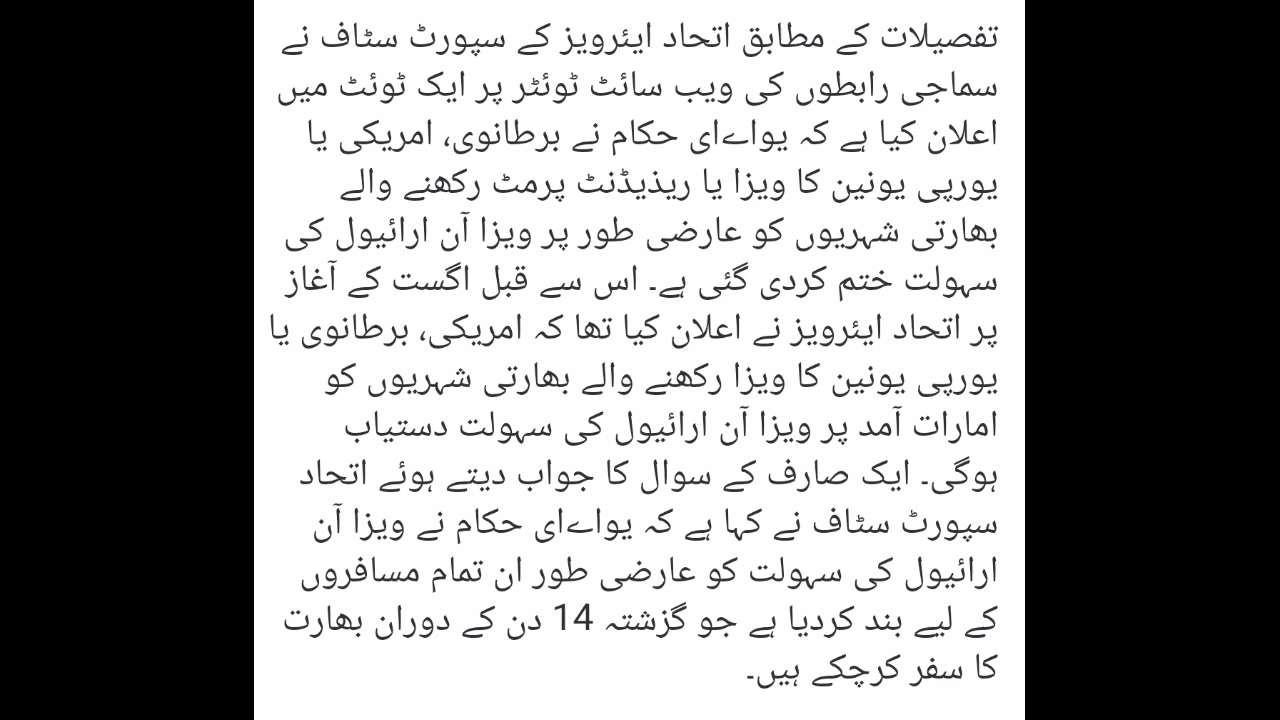 تفصیلات کے مطابق اتحاد ایئرویز کے سپورٹ سٹاف نے
سماجی رابطوں کی ویب سائٹ ٹوئٹر پر ایک ٹوئٹ میں
اعلان کیا ہے کہ یواےای حکام نے برطانوی، امریکی یا
یورپی یونین کا ویزا یا ریذیڈنٹ پرمٹ رکھنے والے
بھارتی شہریوں کو عارضی طور پر ویزا آن ارائیول کی
سہولت ختم کردی گئی ہے۔ اس سے قبل اگست کے آغاز
پر اتحاد ایئرویز نے اعلان کیا تھا کہ امریکی، برطانوی یا
یورپی یونین کا ویزا رکھنے والے بھارتی شہریوں کو
امارات آمد پر ویزا آن ارائیول کی سہولت دستیاب
ہوگی۔ ایک صارف کے سوال کا جواب دیتے ہوئے اتحاد
سپورٹ سٹاف نے کہا ہے کہ یواےای حکام نے ویزا آن
ارائیول کی سہولت کو عارضی طور ان تمام مسافروں
کے لیے بند کردیا ہے جو گزشتہ 14 دن کے دوران بھارت
کا سفر کرچکے ہیں۔